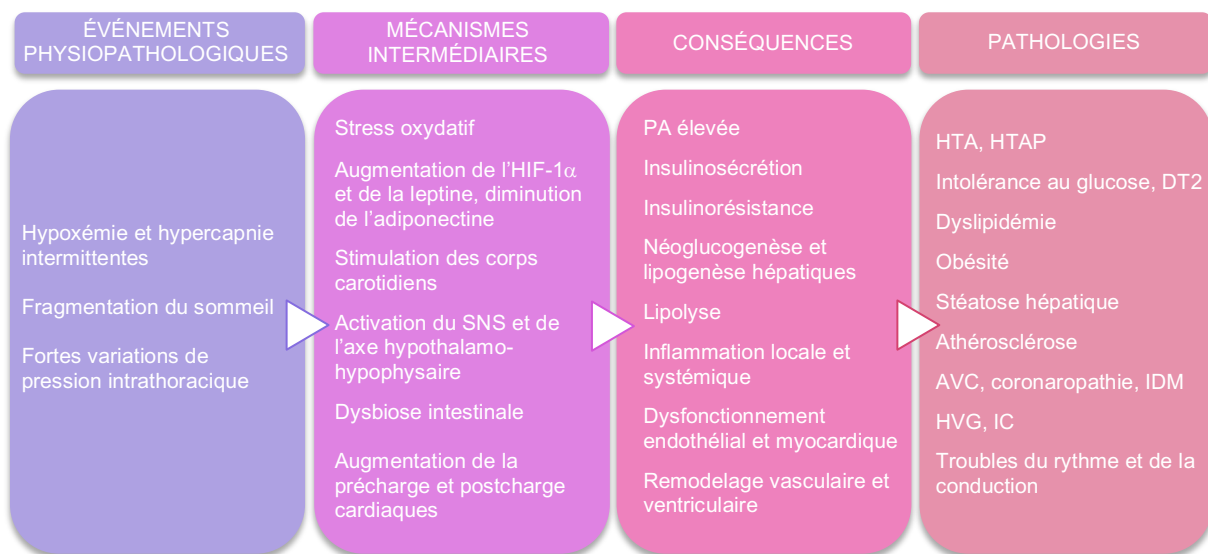 ÉVÉNEMENTS
PHYSIOPATHOLOGIQUES
Hypoxémie et hypercapnie
intermittentes
Fragmentation du sommeil
Fortes variations de
pression intrathoracique
MÉCANISMES
INTERMÉDIAIRES
Stress oxydatif
Augmentation de l’HIF-1α
et de la leptine, diminution
de l’adiponectine
Stimulation des corps
carotidiens
Activation du SNS et de
l’axe hypothalamo-
hypophysaire
Dysbiose intestinale
Augmentation de la
précharge et postcharge
cardiaques
CONSÉQUENCES
PA élevée
Insulinosécrétion
Insulinorésistance
Néoglucogenèse et
lipogenèse hépatiques
Lipolyse
Inflammation locale et
systémique
Dysfonctionnement
endothélial et myocardique
Remodelage vasculaire et
ventriculaire
PATHOLOGIES
HTA, HTAP
Intolérance au glucose, DT2
Dyslipidémie
Obésité
Stéatose hépatique
Athérosclérose
AVC, coronaropathie, IDM
HVG, IC
Troubles du rythme et de la
conduction